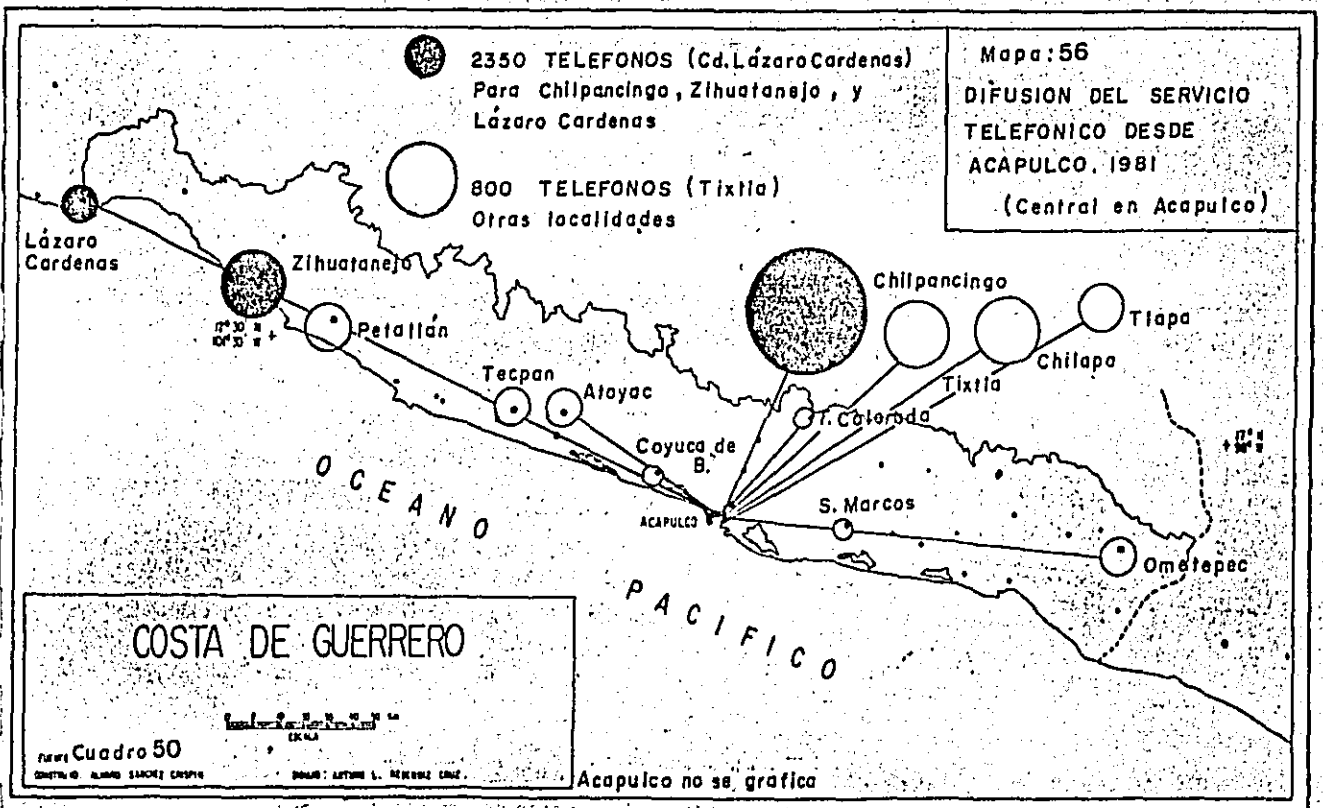 2350 TELEFONOS (Cd. Lázaro Cardenas)
Para Chilpancingo, Zihuatanejo, y
Lázaro Cardenas
800 TELEFONOS (Tixtla)
Otras localidades
Mapa: 56
DIFUSION DEL SERVICIO
TELEFONICO DESDE
ACAPULCO, 1981
(Central en Acapulco)
Lázaro
Cardenas
Zihuatanejo
Petatlán
Tecpan
Atoyac
Coyuca de
B.
ACAPULCO
Chilpancingo
T. Colorada
Tixtla
Chilapa
Tlapa
S. Marcos
Ometepec
OCEANO
PACIFICO
COSTA DE GUERRERO
ESCALA
Cuadro 50
Acapulco no se gráfica